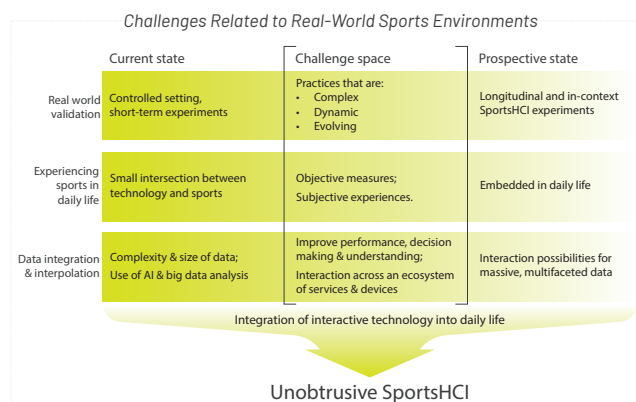 Challenges Related to Real-World Sports Environments
Current state
Challenge space
Prospective state
Real world
validation
Controlled setting,
short-term experiments
Practices that are:
• Complex
• Dynamic
• Evolving
Longitudinal and in-context
SportsHCI experiments
Experiencing
sports in
daily life
Small intersection between
technology and sports
Objective measures;
Subjective experiences.
Embedded in daily life
Data integration
& interpolation
Complexity & size of data;
Use of AI & big data analysis
Improve performance, decision
making & understanding;
Interaction across an ecosystem
of services & devices
Interaction possibilities for
massive, multifaceted data
Integration of interactive technology into daily life
Unobtrusive SportsHCI